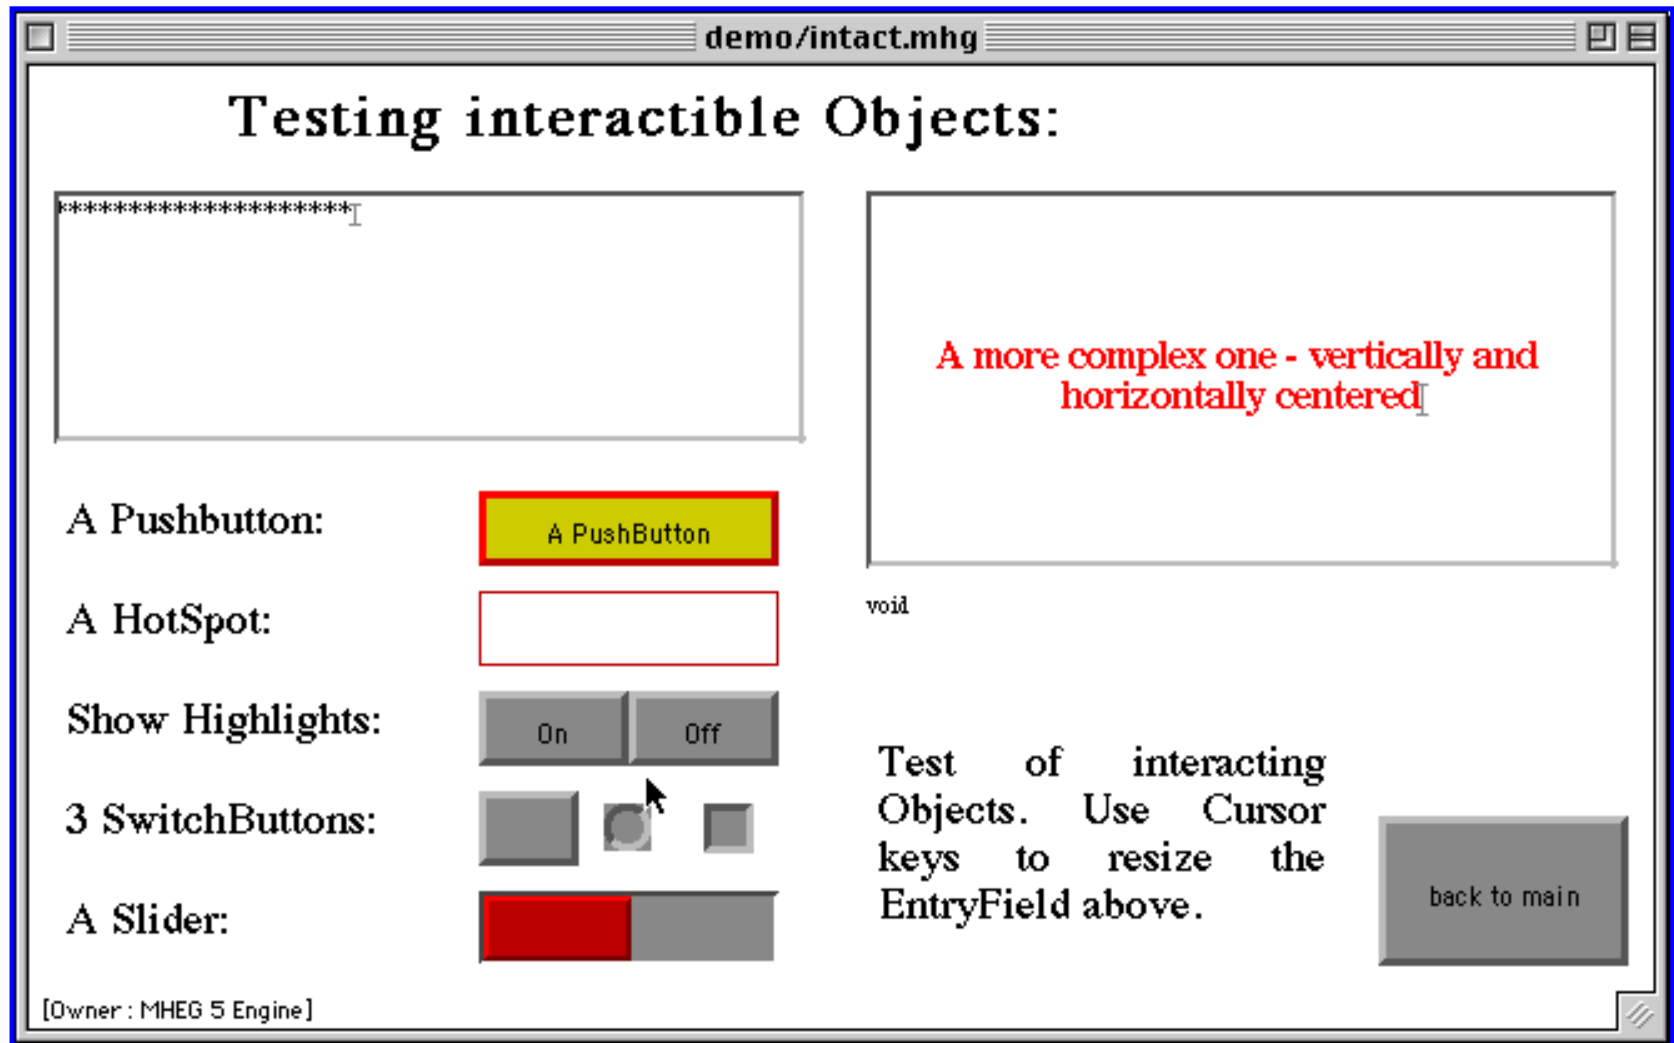 demo/intact.mhg
Testing interactible Objects:
*********************
A more complex one - vertically and
horizontally centered
A Pushbutton:
A PushButton
A HotSpot:
void
Show Highlights:
On
Off
3 SwitchButtons:
A Slider:
Test of interacting
Objects. Use Cursor
keys to resize the
EntryField above.
back to main
[Owner : MHEG 5 Engine]